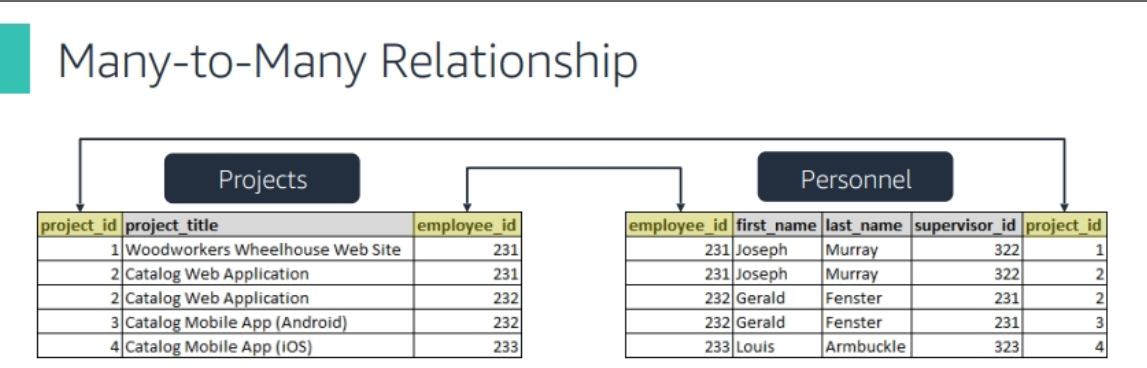 Many-to-Many Relationship
Projects
project_id project_title employee_id
1 Woodworkers Wheelhouse Web Site 231
2 Catalog Web Application 231
2 Catalog Web Application 232
3 Catalog Mobile App (Android) 232
4 Catalog Mobile App (iOS) 233
Personnel
employee_id first_name last_name supervisor_id project_id
231 Joseph Murray 322 1
231 Joseph Murray 322 2
232 Gerald Fenster 231 2
232 Gerald Fenster 231 3
233 Louis Armbuckle 323 4